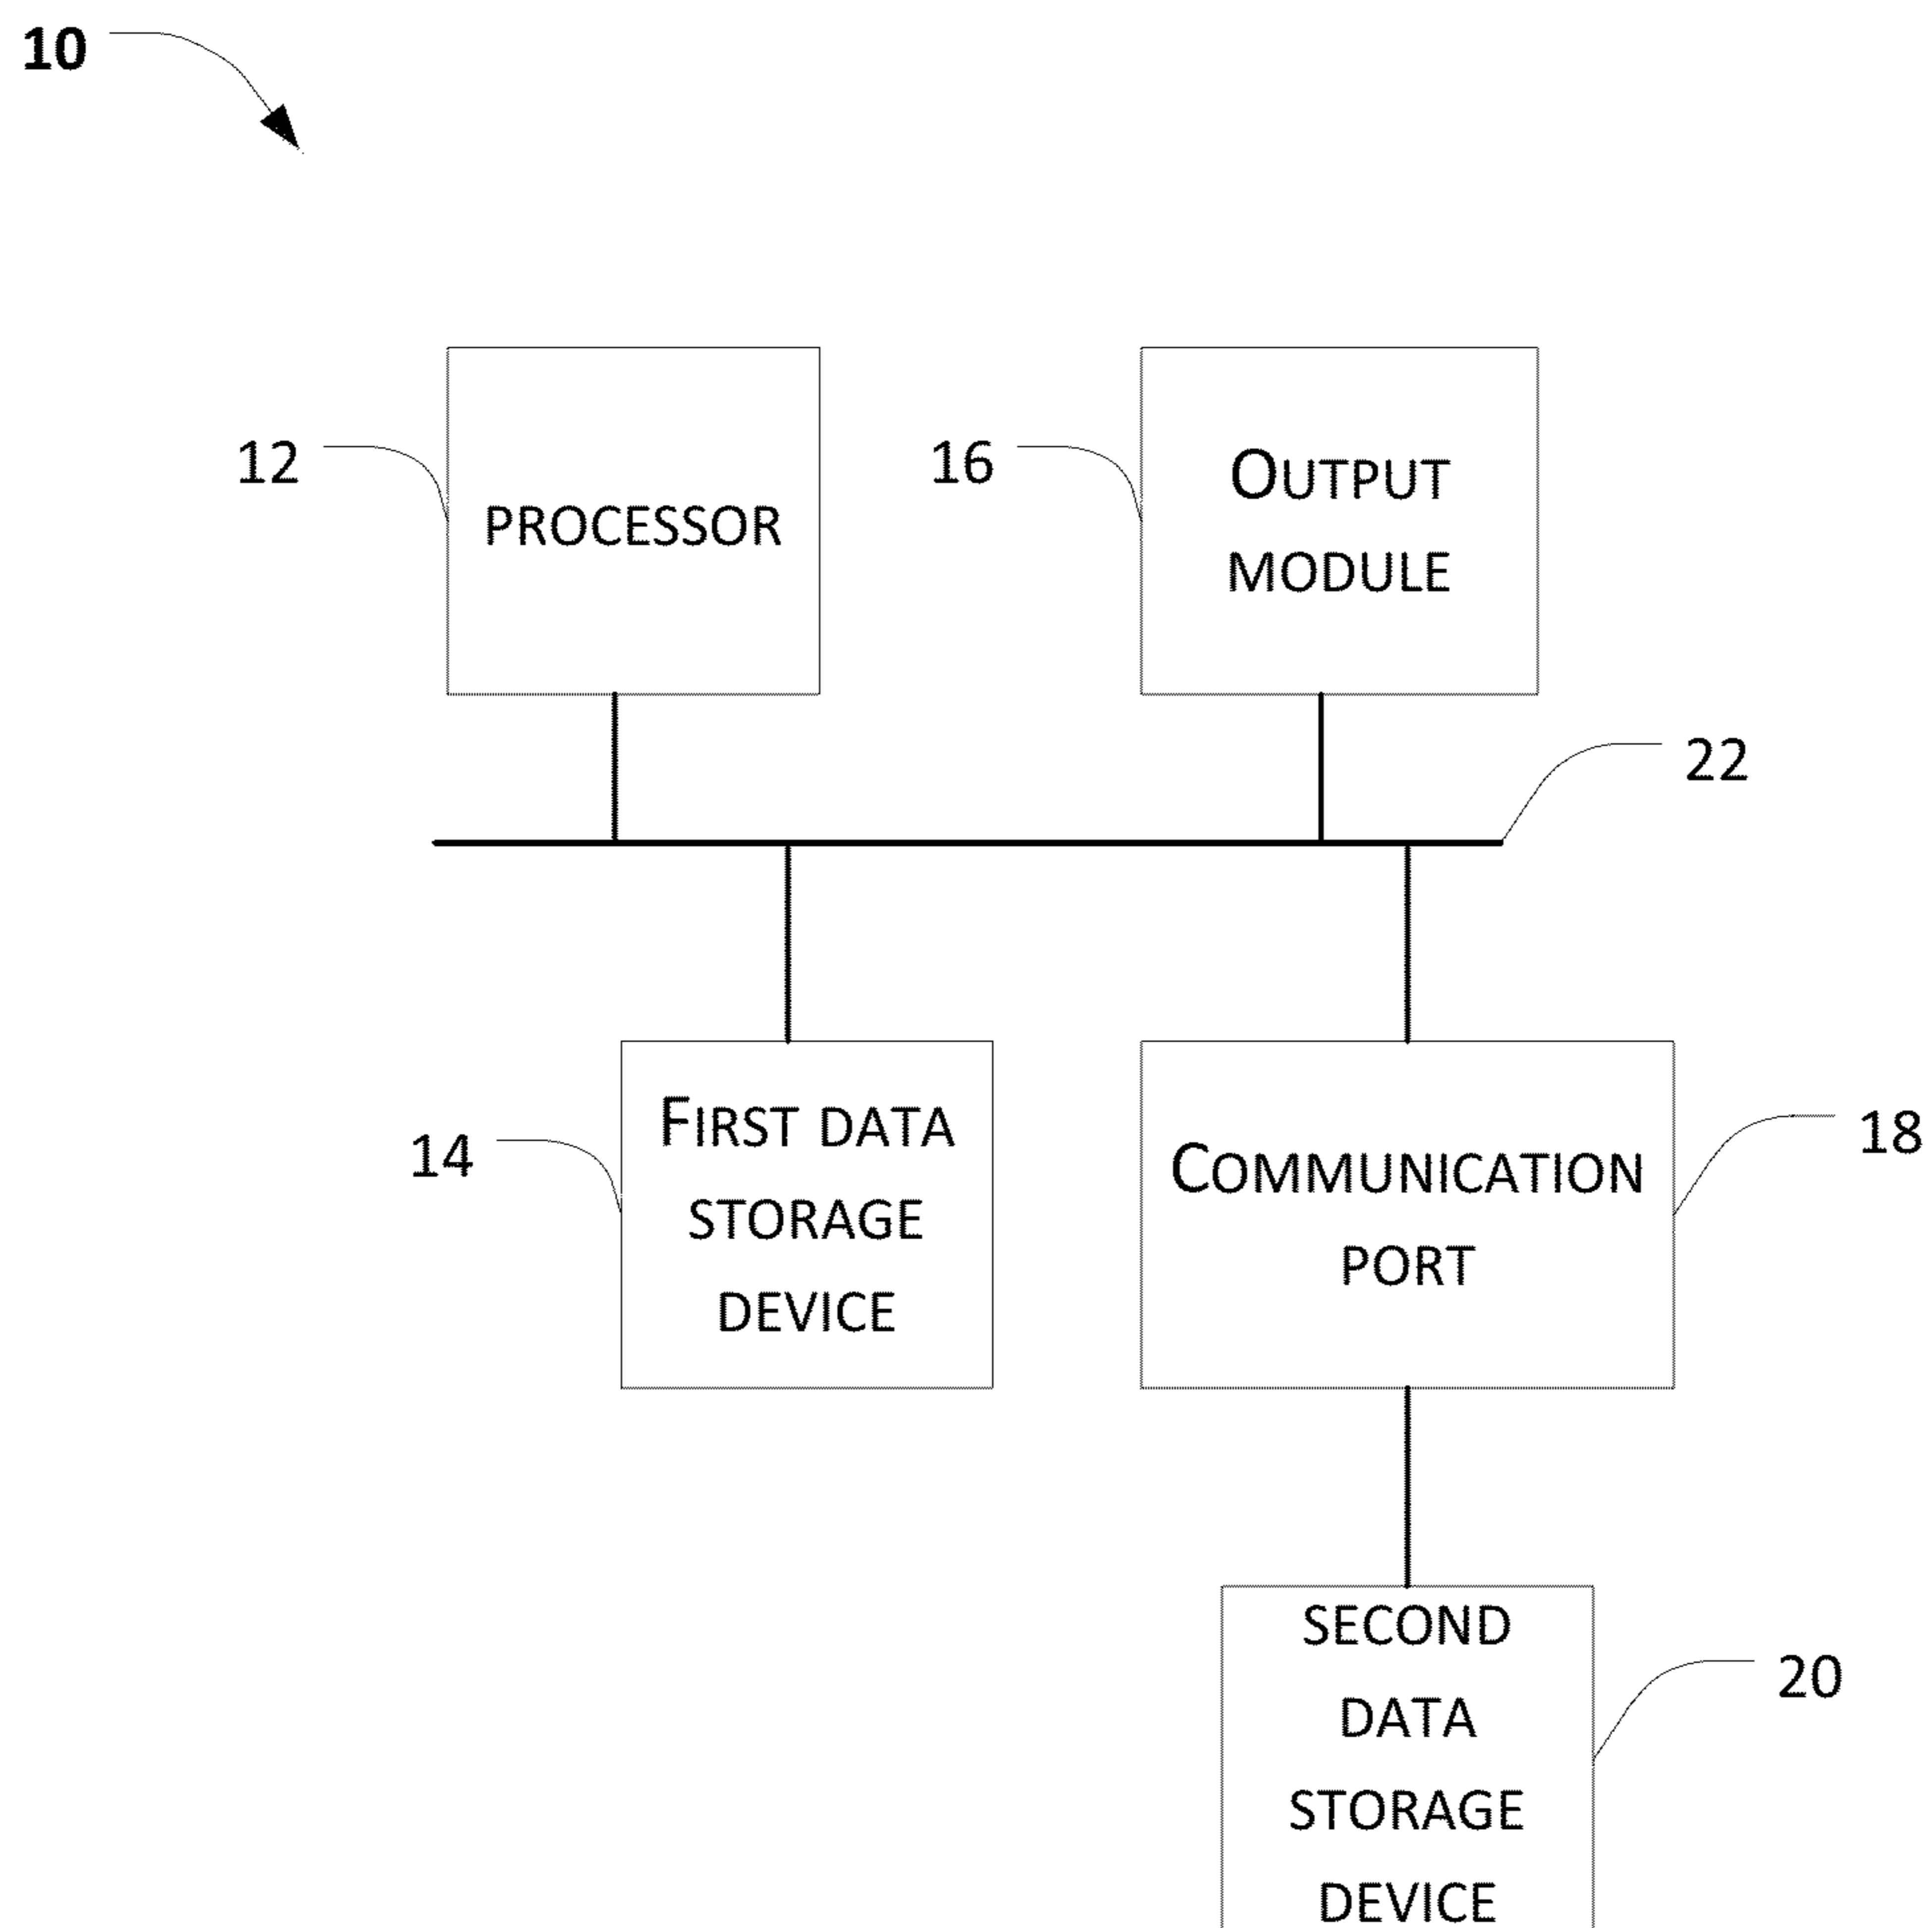 10
12
PROCESSOR
16
OUTPUT
MODULE
22
14
FIRST DATA
STORAGE
DEVICE
COMMUNICATION
PORT
18
SECOND
DATA
STORAGE
DEVICE
20